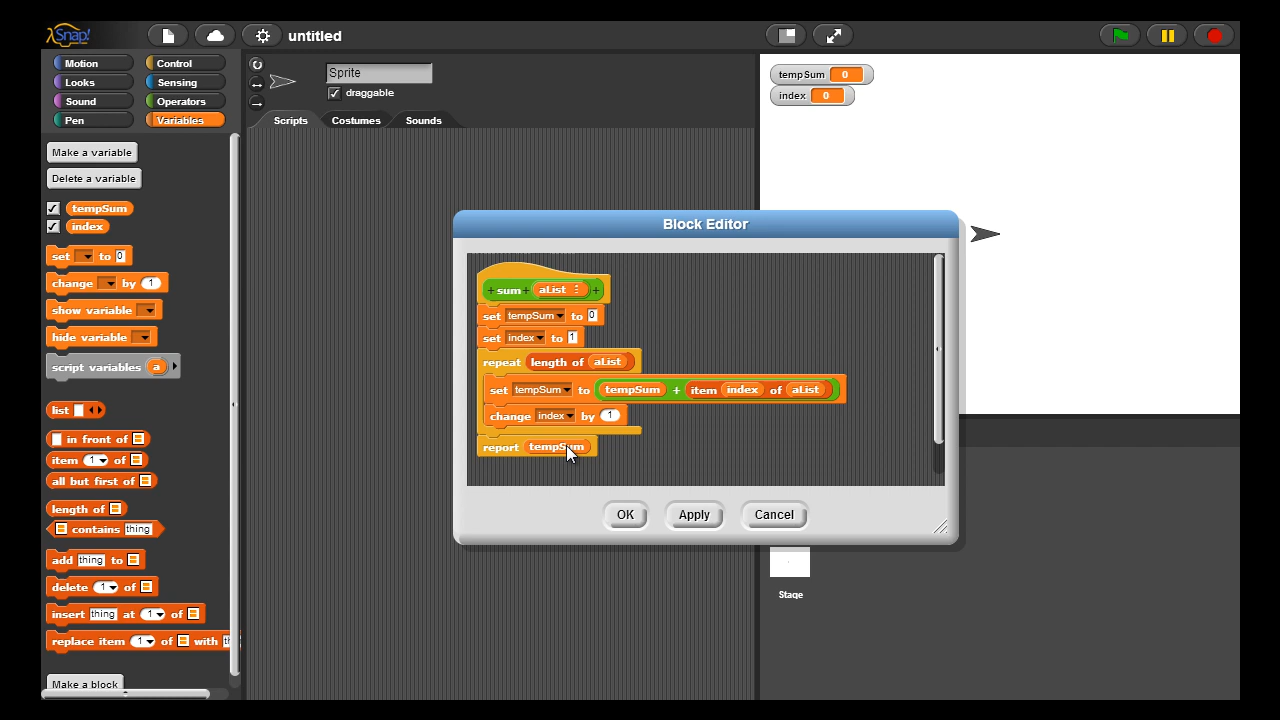 λSnap!
untitled
Motion
Control
Looks
Sensing
Sound
Operators
Pen
Variables
Make a variable
Delete a variable
tempSum
index
set to 0
change by 1
show variable
hide variable
script variables a
list
in front of
item 1 of
all but first of
length of
contains thing
add thing to
delete 1 of
insert thing at 1 of
replace item 1 of with
Make a block
Sprite
draggable
Scripts
Costumes
Sounds
tempSum 0
index 0
Block Editor
+ sum + aList ⋮ +
set tempSum to 0
set index to 1
repeat length of aList
set tempSum to tempSum + item index of aList
change index by 1
report tempSum
OK
Apply
Cancel
Stage